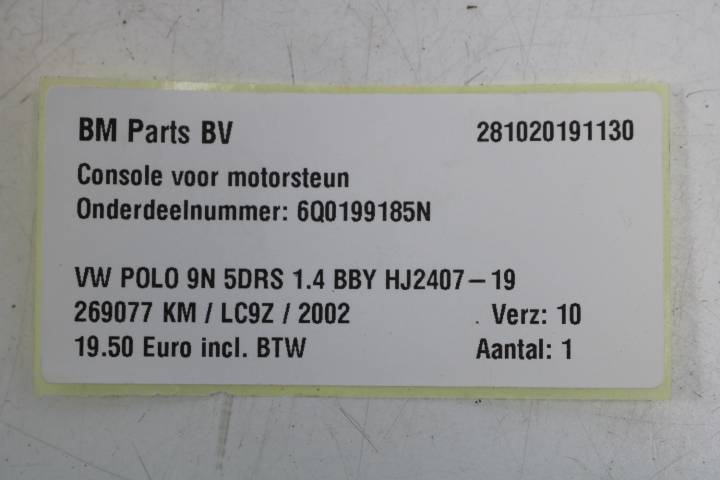 BM Parts BV 281020191130
Console voor motorsteun
Onderdeelnummer: 6Q0199185N
VW POLO 9N 5DRS 1.4 BBY HJ2407-19
269077 KM / LC9Z / 2002 Verz: 10
19.50 Euro incl. BTW Aantal: 1